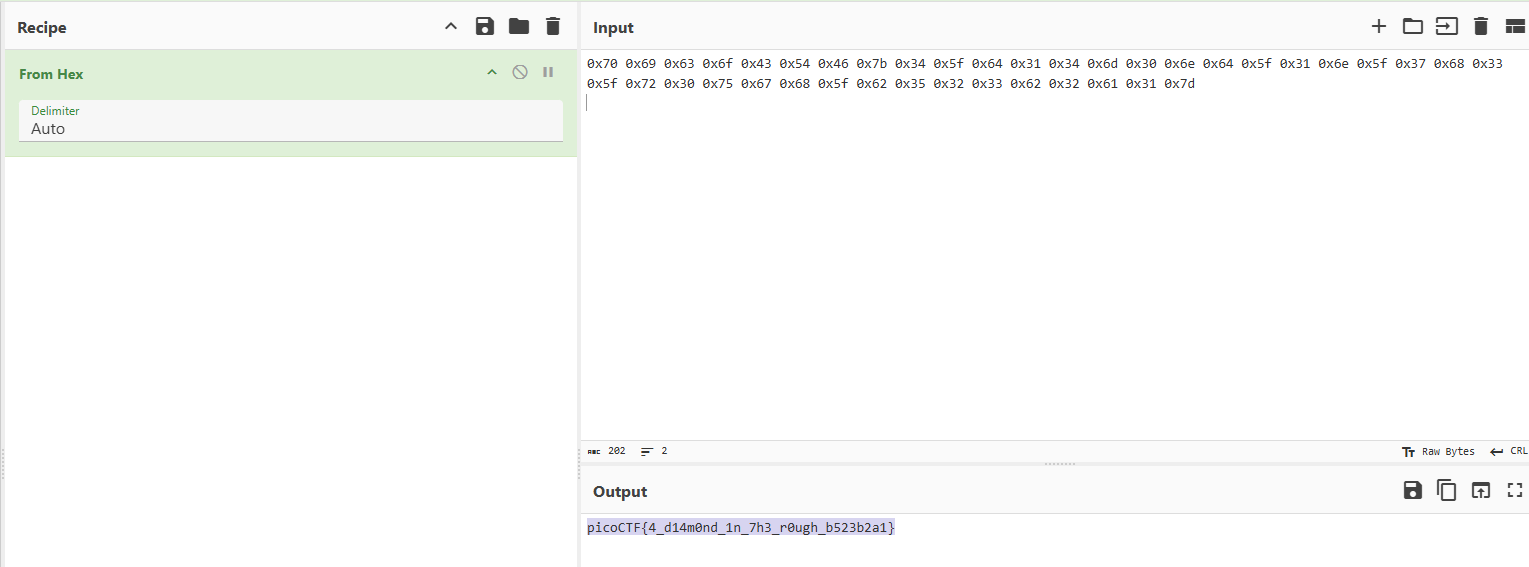 Recipe
Input
From Hex
Delimiter
Auto
0x70 0x69 0x63 0x6f 0x43 0x54 0x46 0x7b 0x34 0x5f 0x64 0x31 0x34 0x6d 0x30 0x6e 0x64 0x5f 0x31 0x6e 0x5f 0x37 0x68 0x33
0x5f 0x72 0x30 0x75 0x67 0x68 0x5f 0x62 0x35 0x32 0x33 0x62 0x32 0x61 0x31 0x7d
ABC 202 2 Tr Raw Bytes CRL
Output
picoCTF{4_d14m0nd_1n_7h3_r0ugh_b523b2a1}